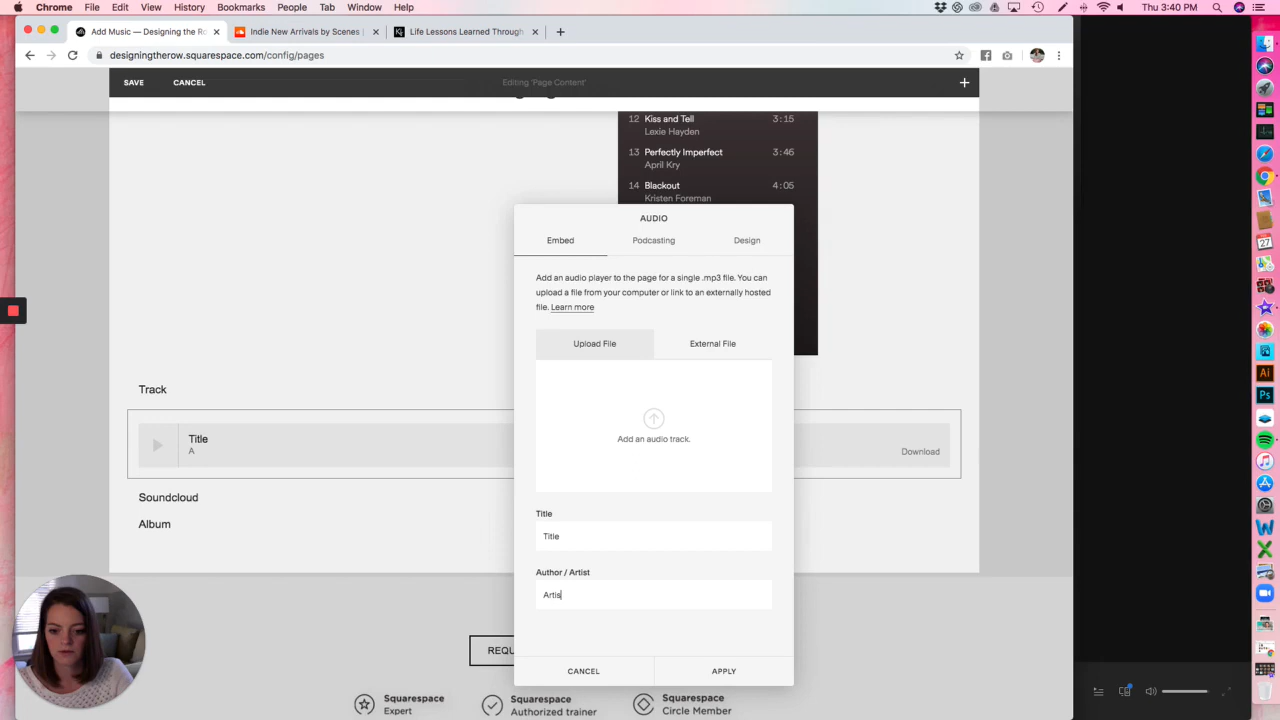 Chrome File Edit View History Bookmarks People Tab Window Help
Thu 3:40 PM
Add Music — Designing the Ro
Indie New Arrivals by Scenes |
Life Lessons Learned Through
designingtherow.squarespace.com/config/pages
SAVE CANCEL Editing 'Page Content'
12 Kiss and Tell 3:15
Lexie Hayden
13 Perfectly Imperfect 3:46
April Kry
14 Blackout 4:05
Kristen Foreman
AUDIO
Embed Podcasting Design
Add an audio player to the page for a single .mp3 file. You can
upload a file from your computer or link to an externally hosted
file. Learn more
Upload File External File
Add an audio track.
Title
Title
Author / Artist
Artis
CANCEL APPLY
Track
Title
A
Download
Soundcloud
Album
REQU
Squarespace
Expert
Squarespace
Authorized trainer
Squarespace
Circle Member
27
Ai
Ps